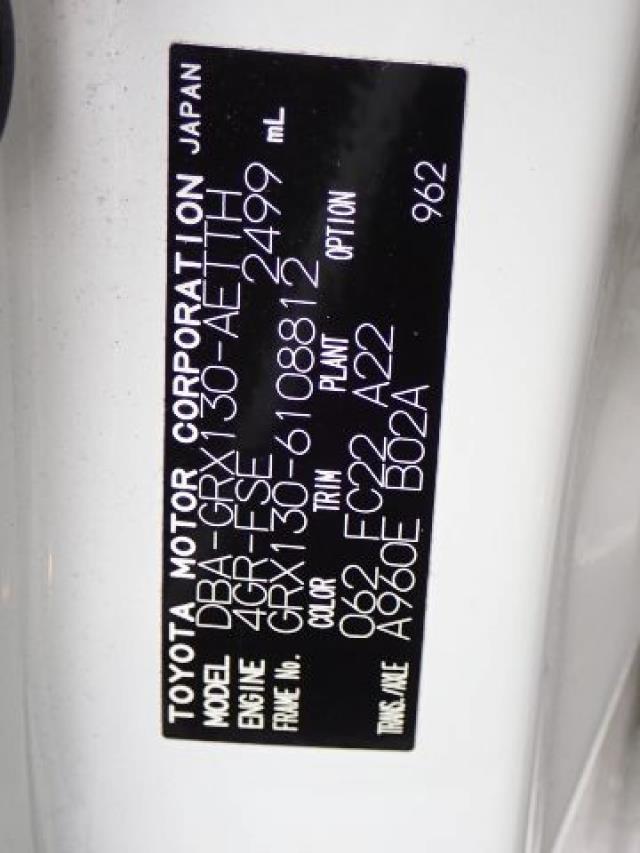 TOYOTA MOTOR CORPORATION JAPAN
MODEL DBA-GRX130-AETTH
ENGINE 4GR-FSE 2499 mL
FRAME No. GRX130-6108812
COLOR TRIM PLANT OPTION
062 FC22 A22
TRANS./AXLE A960E B02A 962